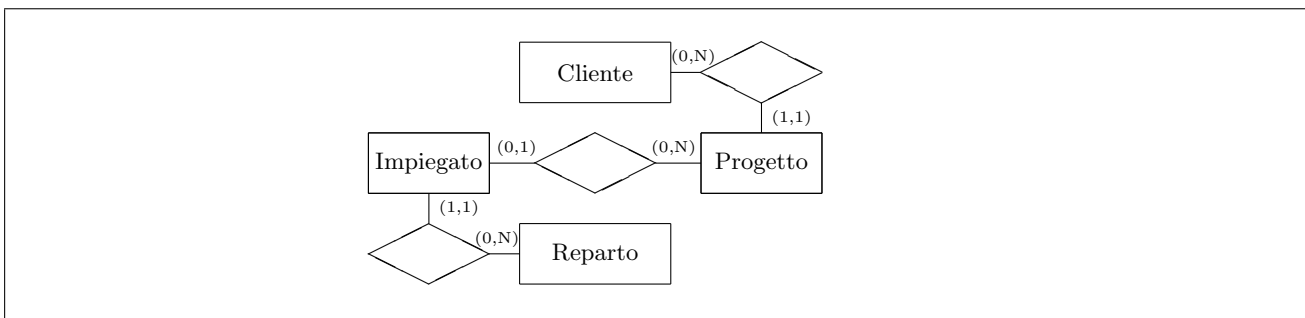 Cliente
(0,N)
(1,1)
Impiegato
(0,1)
(0,N)
Progetto
(1,1)
(0,N)
Reparto